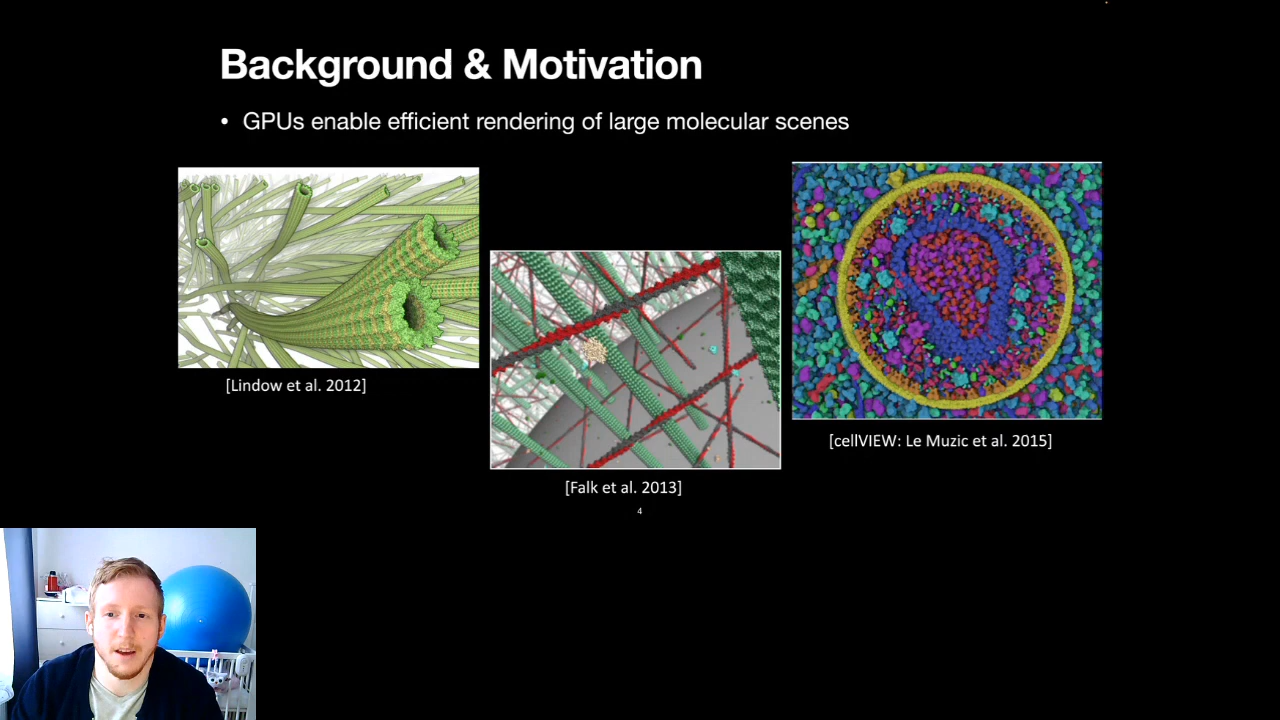 Background & Motivation
• GPUs enable efficient rendering of large molecular scenes
[Lindow et al. 2012]
[Falk et al. 2013]
[cellVIEW: Le Muzic et al. 2015]
4